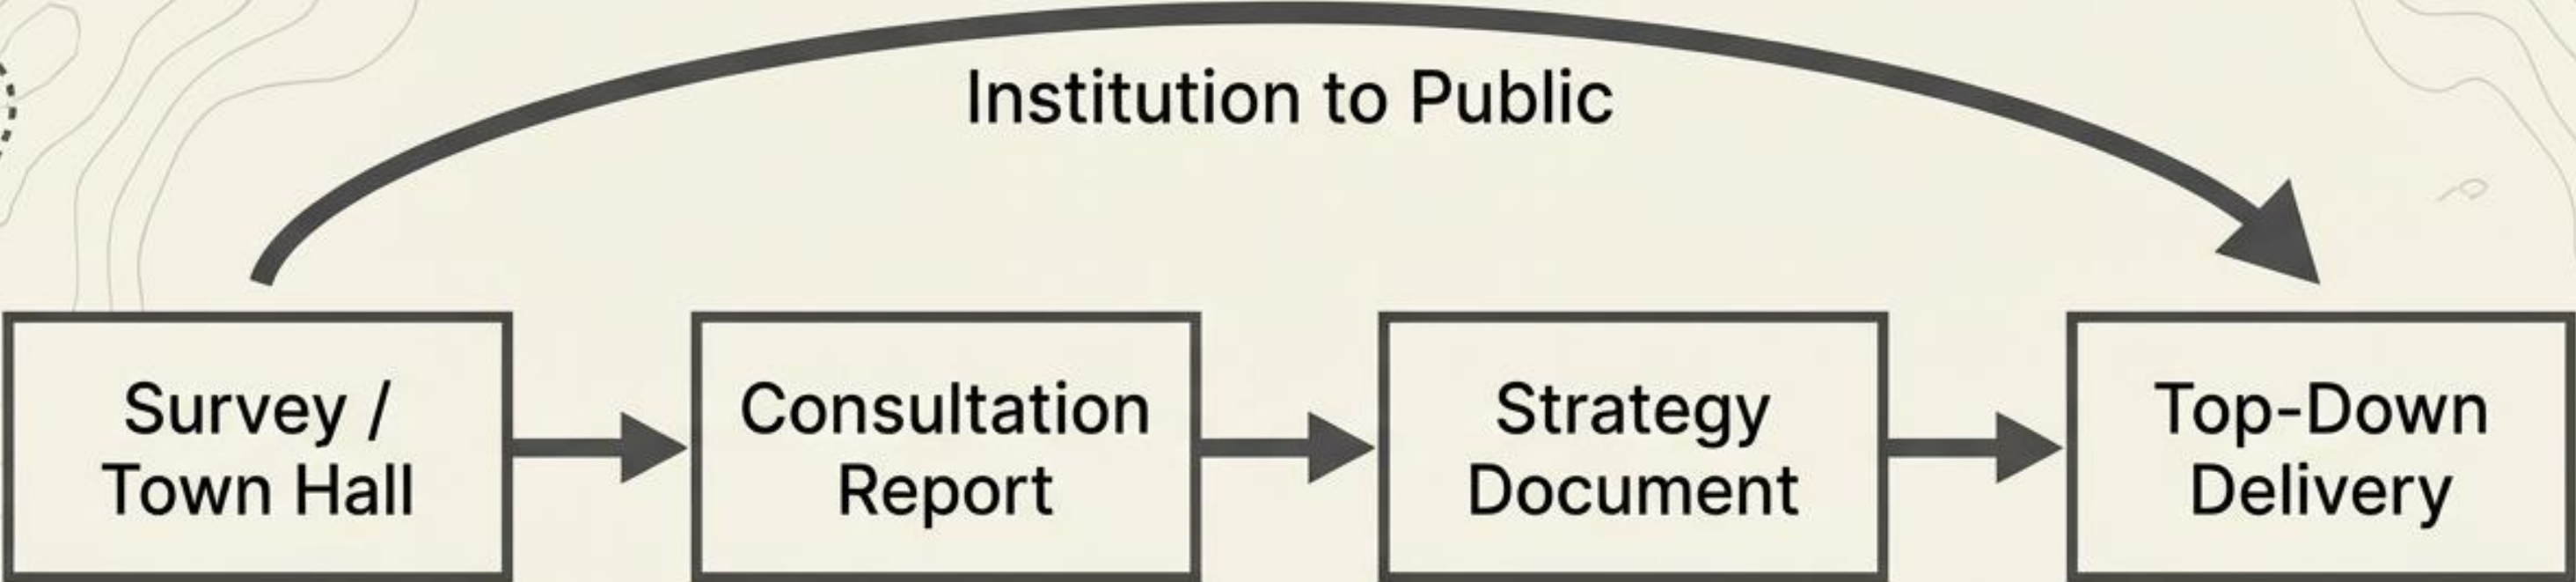 Institution to Public
Survey /
Town Hall
Consultation
Report
Strategy
Document
Top-Down
Delivery